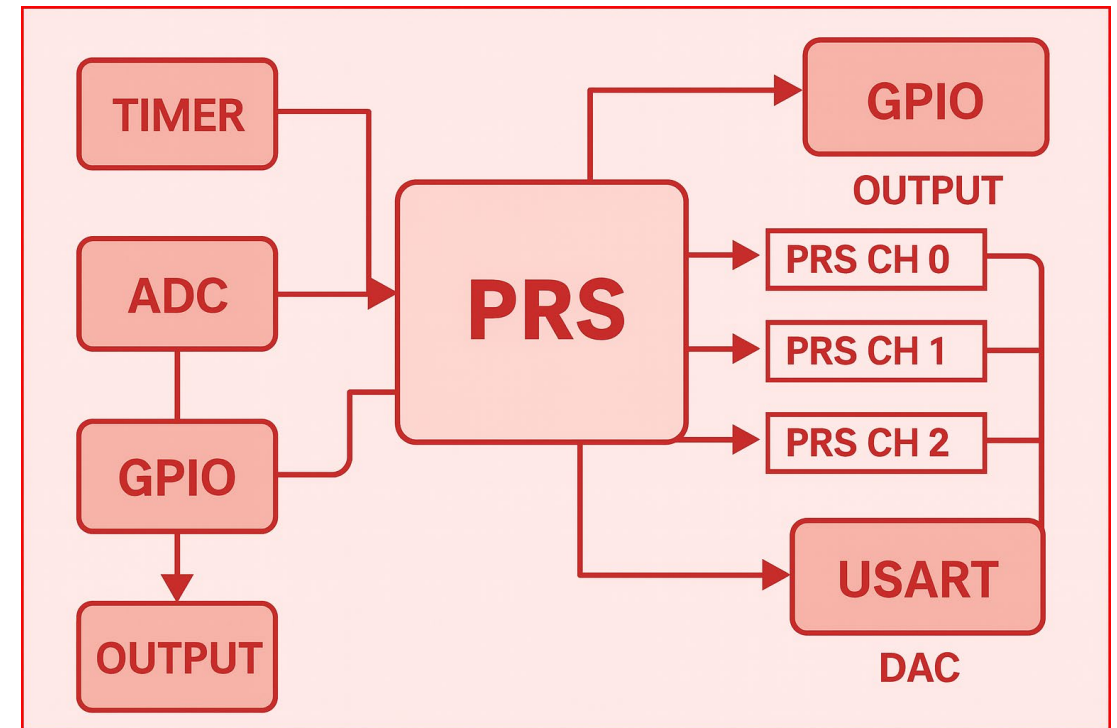 TIMER
ADC
GPIO
OUTPUT
PRS
GPIO
OUTPUT
PRS CH 0
PRS CH 1
PRS CH 2
USART
DAC